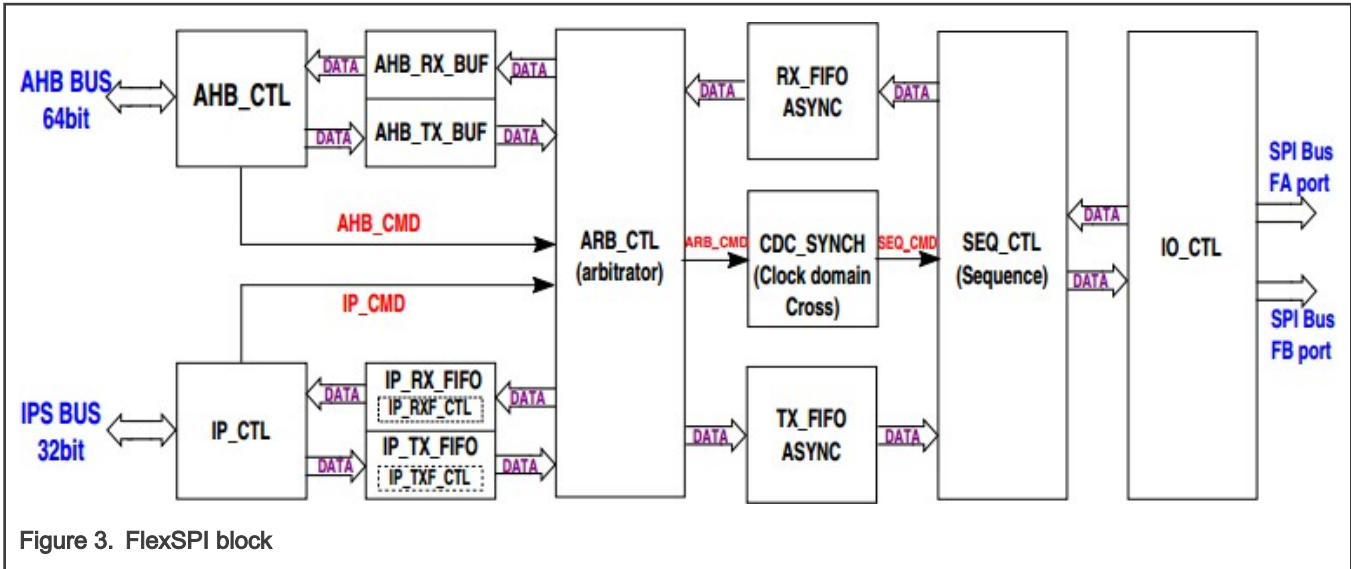 AHB BUS
64bit
AHB_CTL
DATA
DATA
AHB_RX_BUF
AHB_TX_BUF
DATA
DATA
AHB_CMD
IP_CMD
IPS BUS
32bit
IP_CTL
DATA
DATA
IP_RX_FIFO
IP_RXF_CTL
IP_TX_FIFO
IP_TXF_CTL
DATA
DATA
ARB_CTL
(arbitrator)
DATA
ARB_CMD
DATA
RX_FIFO
ASYNC
CDC_SYNCH
(Clock domain
Cross)
TX_FIFO
ASYNC
DATA
SEQ_CMD
DATA
SEQ_CTL
(Sequence)
DATA
DATA
IO_CTL
SPI Bus
FA port
SPI Bus
FB port
Figure 3. FlexSPI block